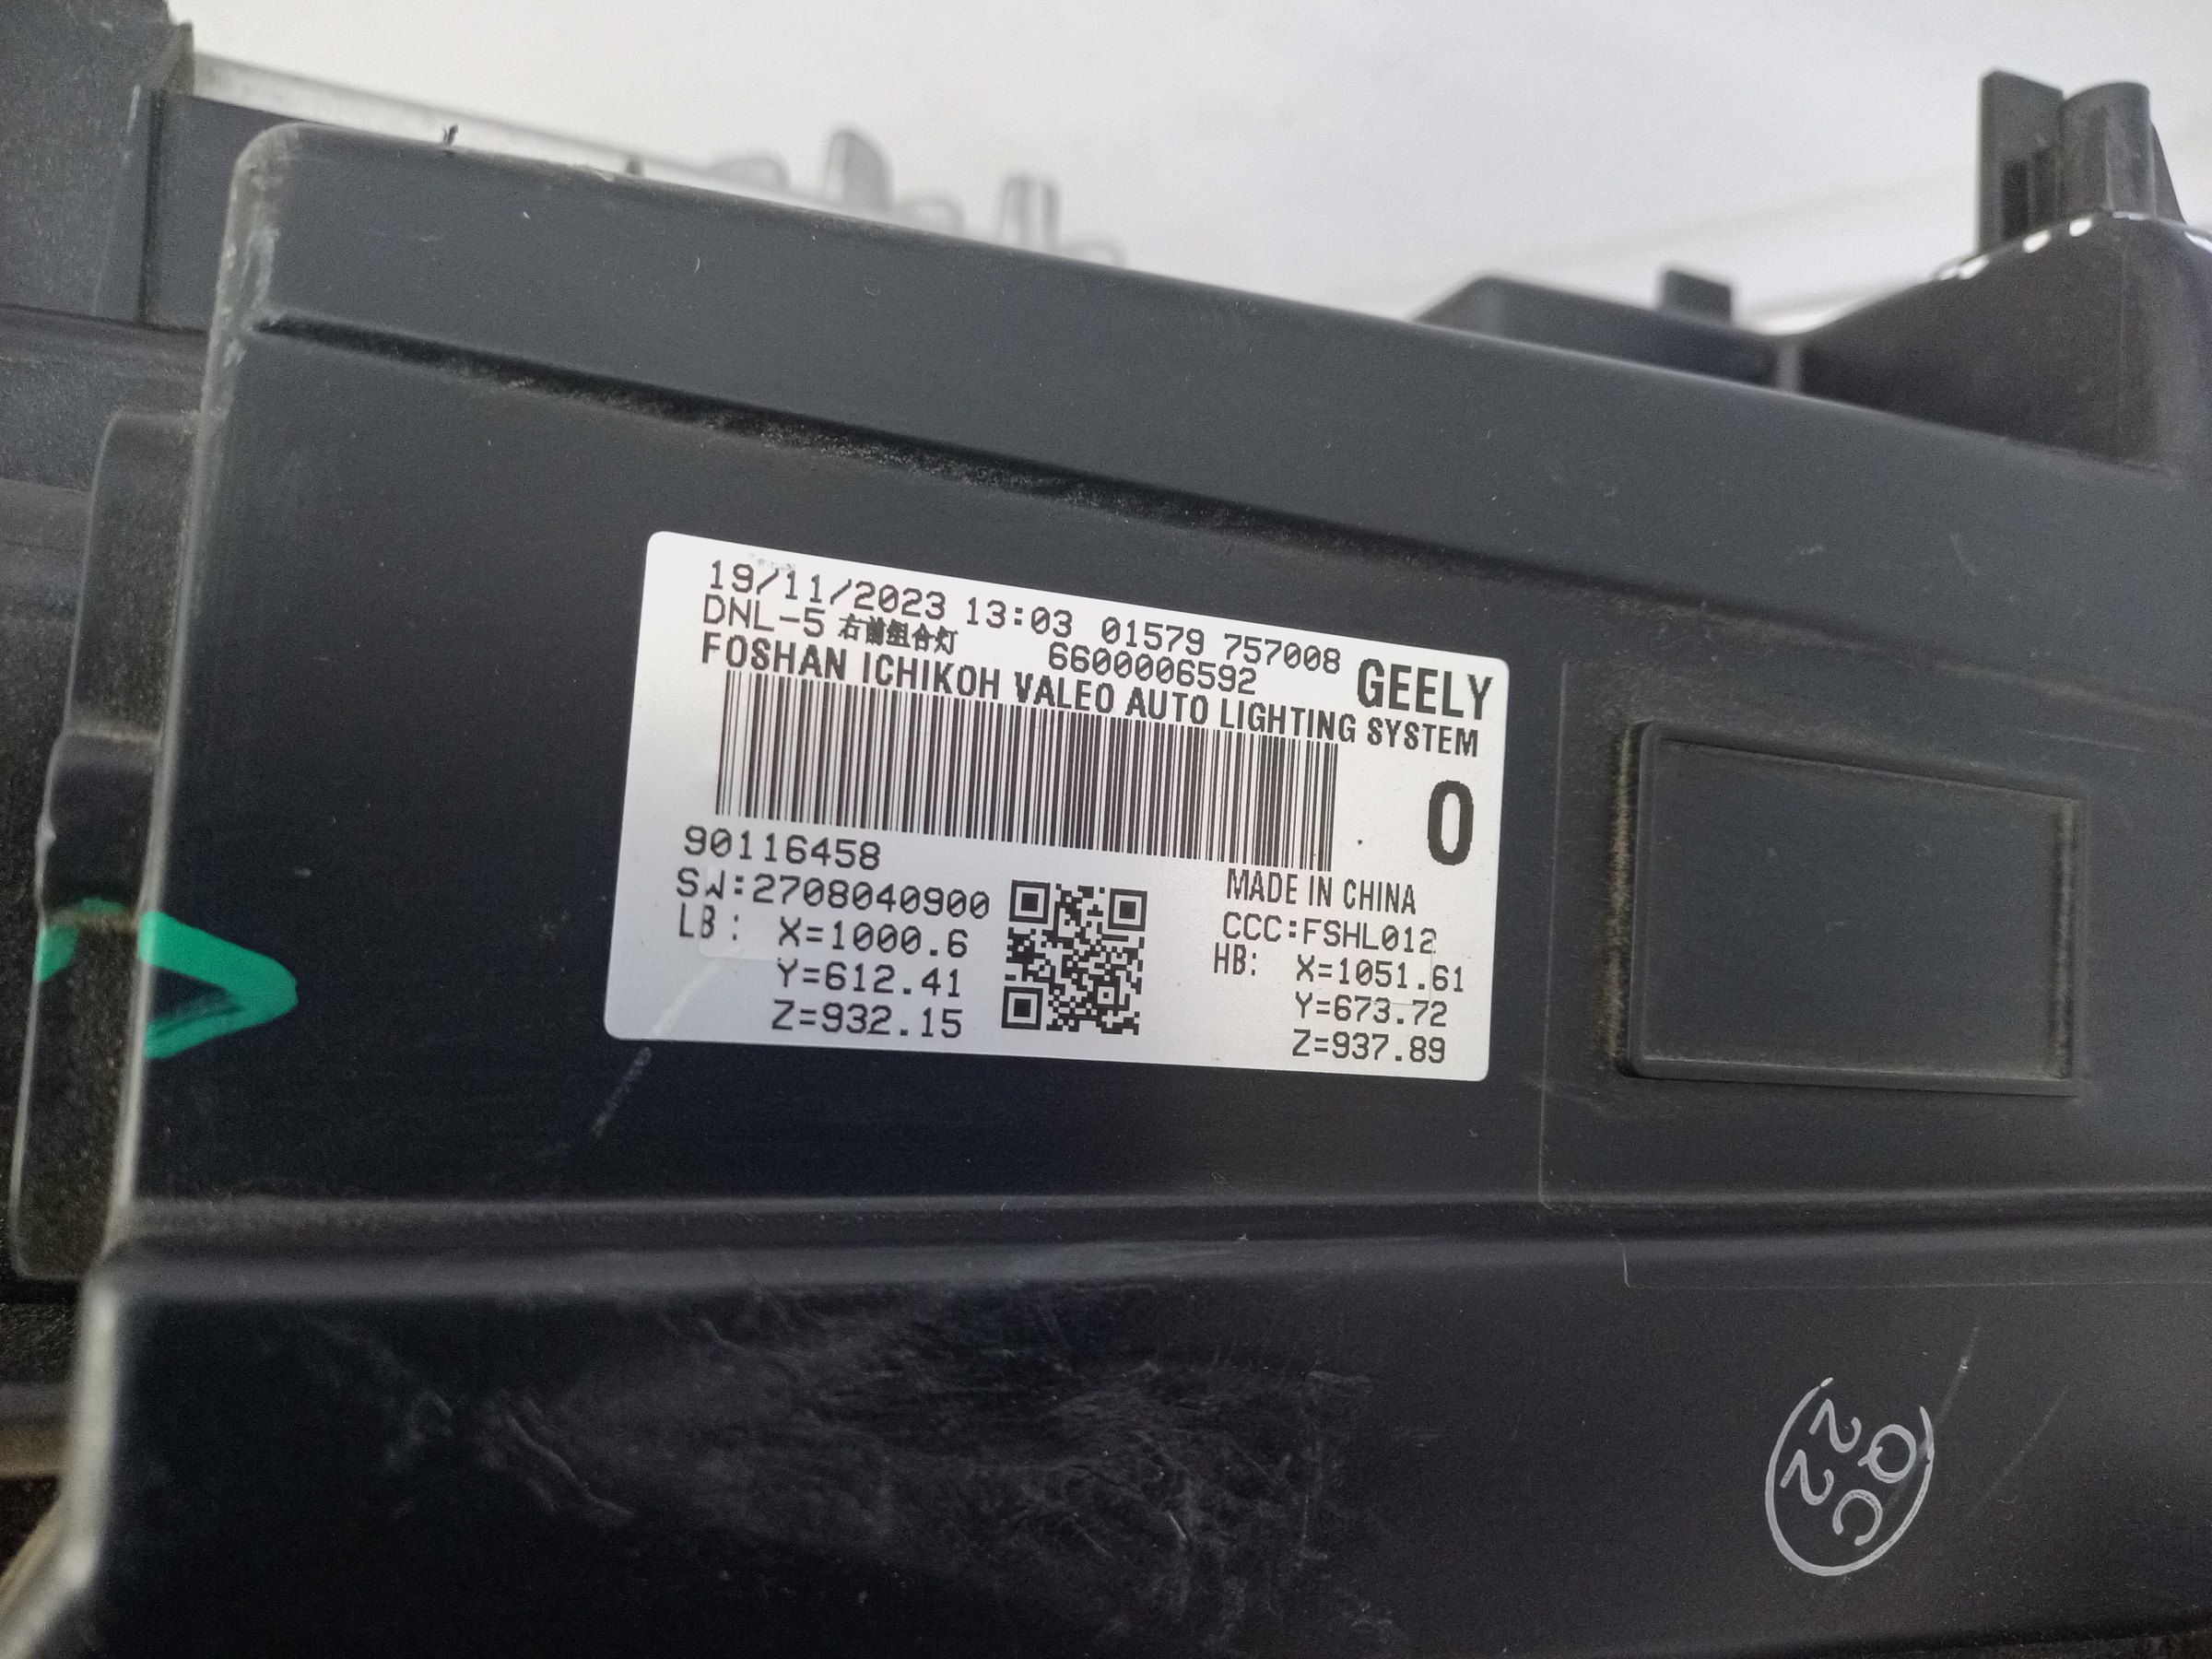 19/11/2023 13:03 01579 757008
DNL-5 右前组合灯 6600006592 GEELY
FOSHAN ICHIKOH VALEO AUTO LIGHTING SYSTEM
0
90116458
SW:2708040900
LB: X=1000.6
Y=612.41
Z=932.15
MADE IN CHINA
CCC:FSHL012
HB: X=1051.61
Y=673.72
Z=937.89
QC
22